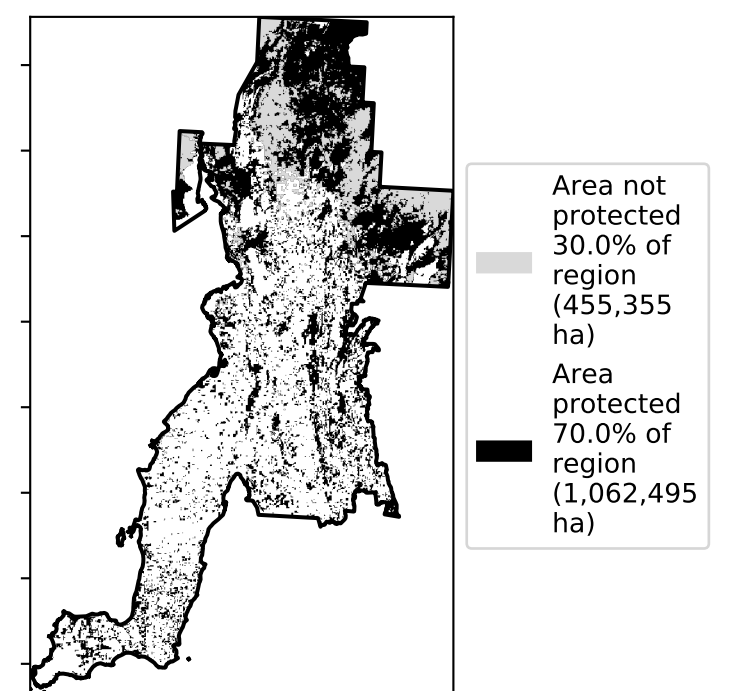 Area not
protected
30.0% of
region
(455,355
ha)
Area
protected
70.0% of
region
(1,062,495
ha)